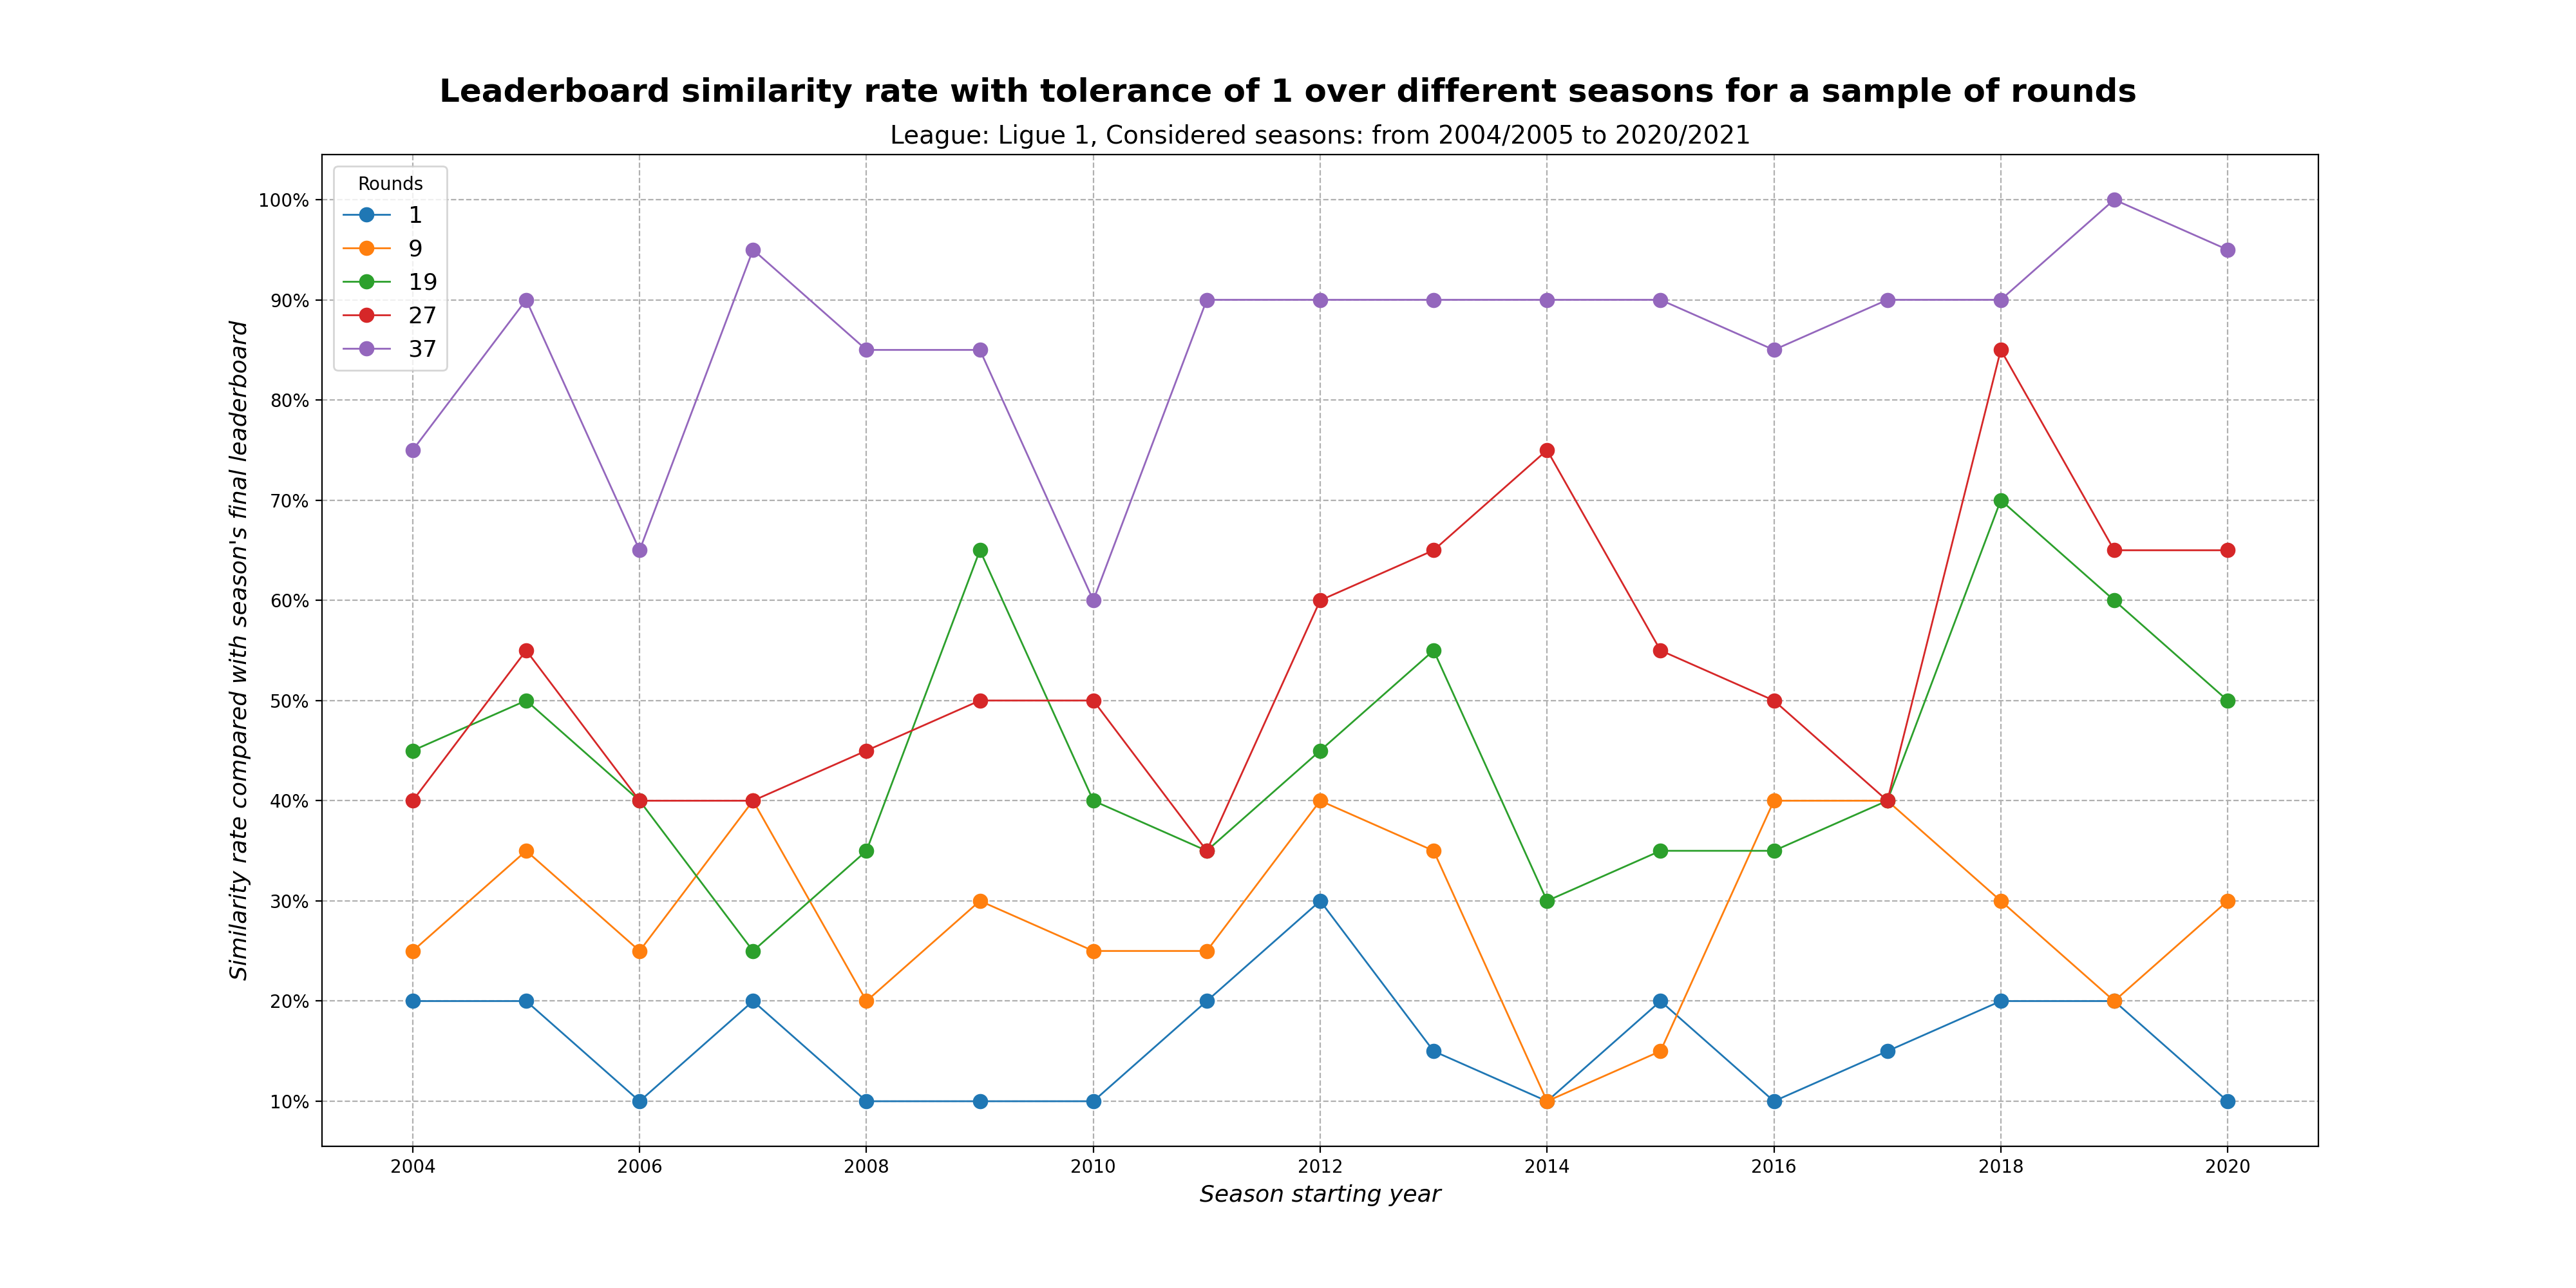 Leaderboard similarity rate with tolerance of 1 over different seasons for a sample of rounds
League: Ligue 1, Considered seasons: from 2004/2005 to 2020/2021
Rounds
1
9
19
27
37
100%
90%
80%
70%
60%
50%
40%
30%
20%
10%
Similarity rate compared with season's final leaderboard
2004 2006 2008 2010 2012 2014 2016 2018 2020
Season starting year